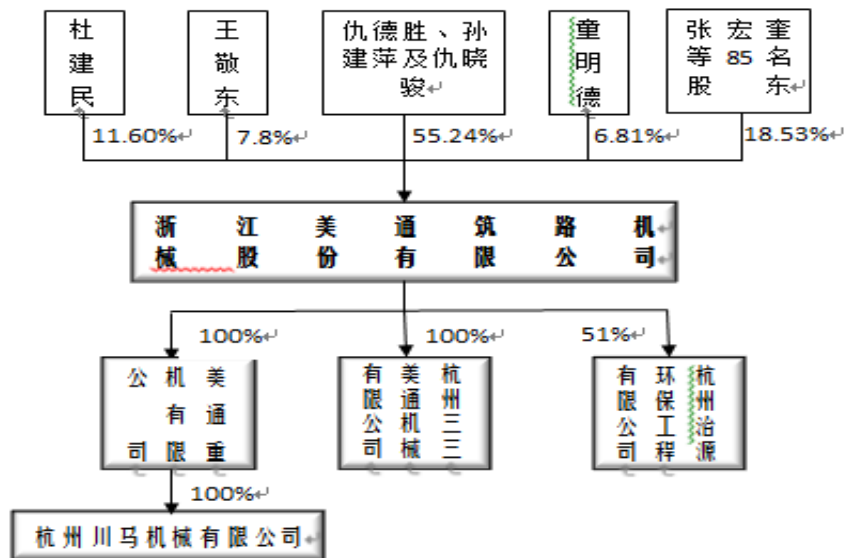 杜建民
王敬东
仇德胜、孙
建萍及仇晓
骏
童明德
张宏奎
等85名
股东
11.60%
7.8%
55.24%
6.81%
18.53%
浙江美通筑路机
械股份有限公司
100%
100%
51%
美通重
机有限
公司
杭州三三
美通机械
有限公司
杭州治源
环保工程
有限公司
100%
杭州川马机械有限公司